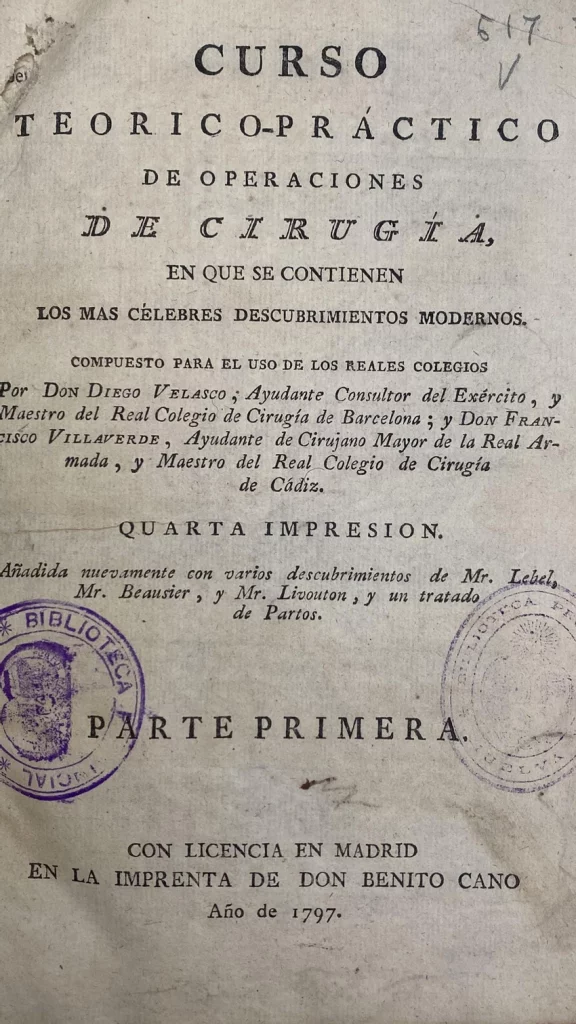 617
V
CURSO
TEORICO-PRÁCTICO
DE OPERACIONES
DE CIRUGÍA,
EN QUE SE CONTIENEN
LOS MAS CÉLEBRES DESCUBRIMIENTOS MODERNOS.
COMPUESTO PARA EL USO DE LOS REALES COLEGIOS
Por DON DIEGO VELASCO; Ayudante Consultor del Exército, y
Maestro del Real Colegio de Cirugía de Barcelona; y DON FRAN-
CISCO VILLAVERDE, Ayudante de Cirujano Mayor de la Real Ar-
mada, y Maestro del Real Colegio de Cirugía
de Cádiz.
QUARTA IMPRESION.
Añadida nuevamente con varios descubrimientos de Mr. Lebel,
Mr. Beausier, y Mr. Livouton, y un tratado
de Partos.
BIBLIOTECA
BIBLIOTECA
PARTE PRIMERA.
CON LICENCIA EN MADRID
EN LA IMPRENTA DE DON BENITO CANO
Año de 1797.